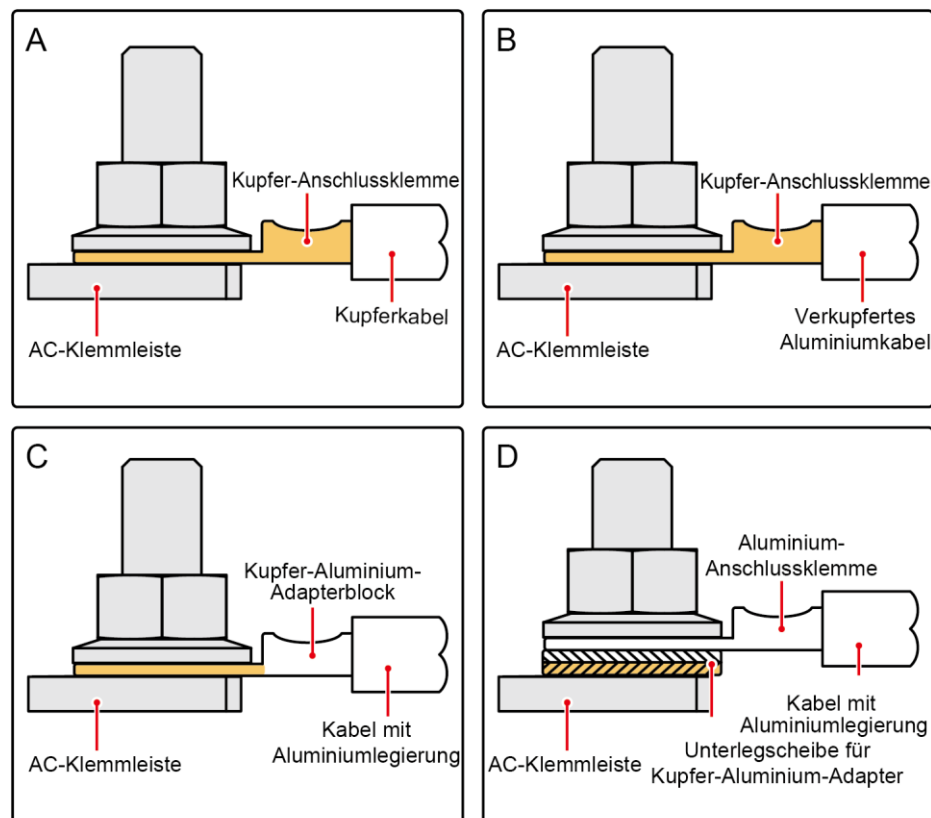 A
Kupfer-Anschlussklemme
Kupferkabel
AC-Klemmleiste
B
Kupfer-Anschlussklemme
Verkupfertes
Aluminiumkabel
AC-Klemmleiste
C
Kupfer-Aluminium-
Adapterblock
Kabel mit
Aluminiumlegierung
AC-Klemmleiste
D
Aluminium-
Anschlussklemme
Kabel mit
Aluminiumlegierung
Unterlegscheibe für
Kupfer-Aluminium-Adapter
AC-Klemmleiste